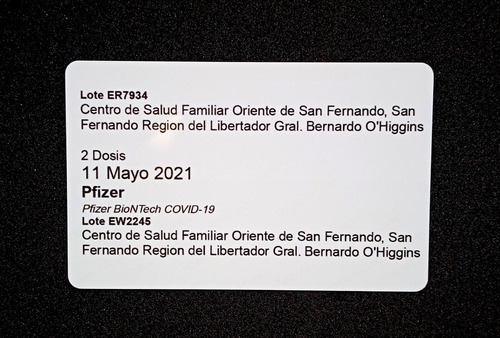 Lote ER7934
Centro de Salud Familiar Oriente de San Fernando, San
Fernando Region del Libertador Gral. Bernardo O'Higgins
2 Dosis
11 Mayo 2021
Pfizer
Pfizer BioNTech COVID-19
Lote EW2245
Centro de Salud Familiar Oriente de San Fernando, San
Fernando Region del Libertador Gral. Bernardo O'Higgins